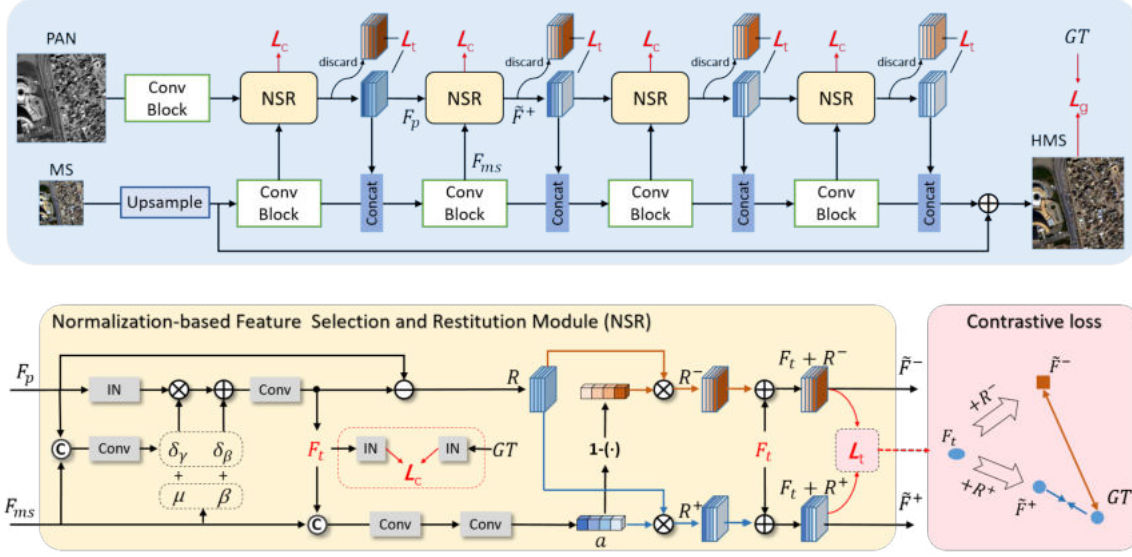 PAN
Conv
Block
NSR
L_c
discard
L_t
F_p
NSR
L_c
discard
L_t
F̃⁺
NSR
L_c
discard
L_t
NSR
L_c
discard
L_t
GT
L_g
HMS
MS
Upsample
Conv
Block
Concat
F_ms
Conv
Block
Concat
Conv
Block
Concat
Conv
Block
Concat
Normalization-based Feature Selection and Restitution Module (NSR)
F_p
IN
Conv
R
R⁻
F_t + R⁻
F̃⁻
C
Conv
δ_γ δ_β
+ +
μ β
F_t
IN
L_c
IN
GT
1-(·)
F_t
L_t
F_ms
C
Conv
Conv
a
R⁺
F_t + R⁺
F̃⁺
Contrastive loss
F̃⁻
+R⁻
F_t
+R⁺
F̃⁺
GT